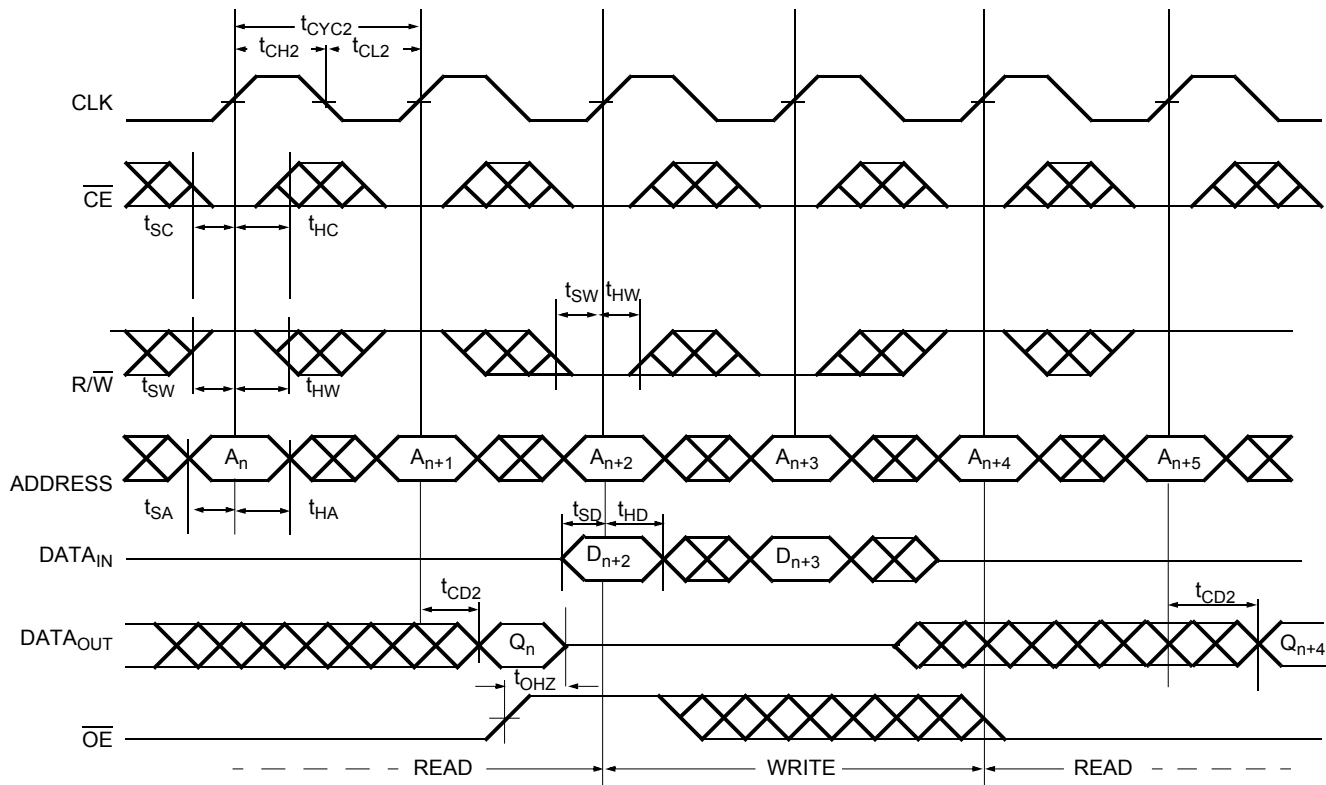 tCYC2
tCH2 tCL2
CLK
CE
tSC tHC
tSW tHW
R/W
tSW tHW
An An+1 An+2 An+3 An+4 An+5
ADDRESS
tSA tHA
tSD tHD
DATAIN
Dn+2 Dn+3
tCD2 tCD2
DATAOUT
Qn Qn+4
tOHZ
OE
READ WRITE READ